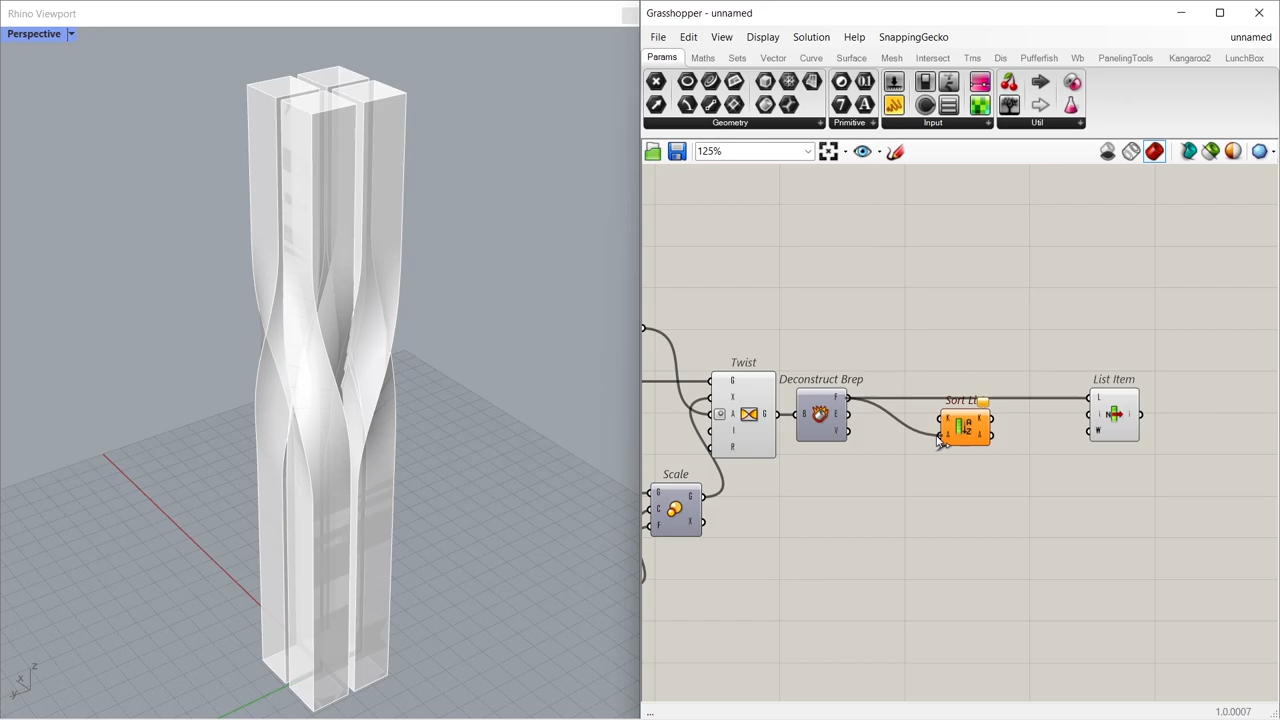 Rhino Viewport
Perspective
z
x
y
Grasshopper - unnamed
File Edit View Display Solution Help SnappingGecko unnamed
Params Maths Sets Vector Curve Surface Mesh Intersect Trns Dis Pufferfish Wb PanelingTools Kangaroo2 LunchBox
Geometry Primitive Input Util
125%
Twist
G
X
A G
I
R
Deconstruct Brep
F
B E
V
Sort Li
K K
A A
List Item
L
i i
W
Scale
G G
C
F X
... 1.0.0007